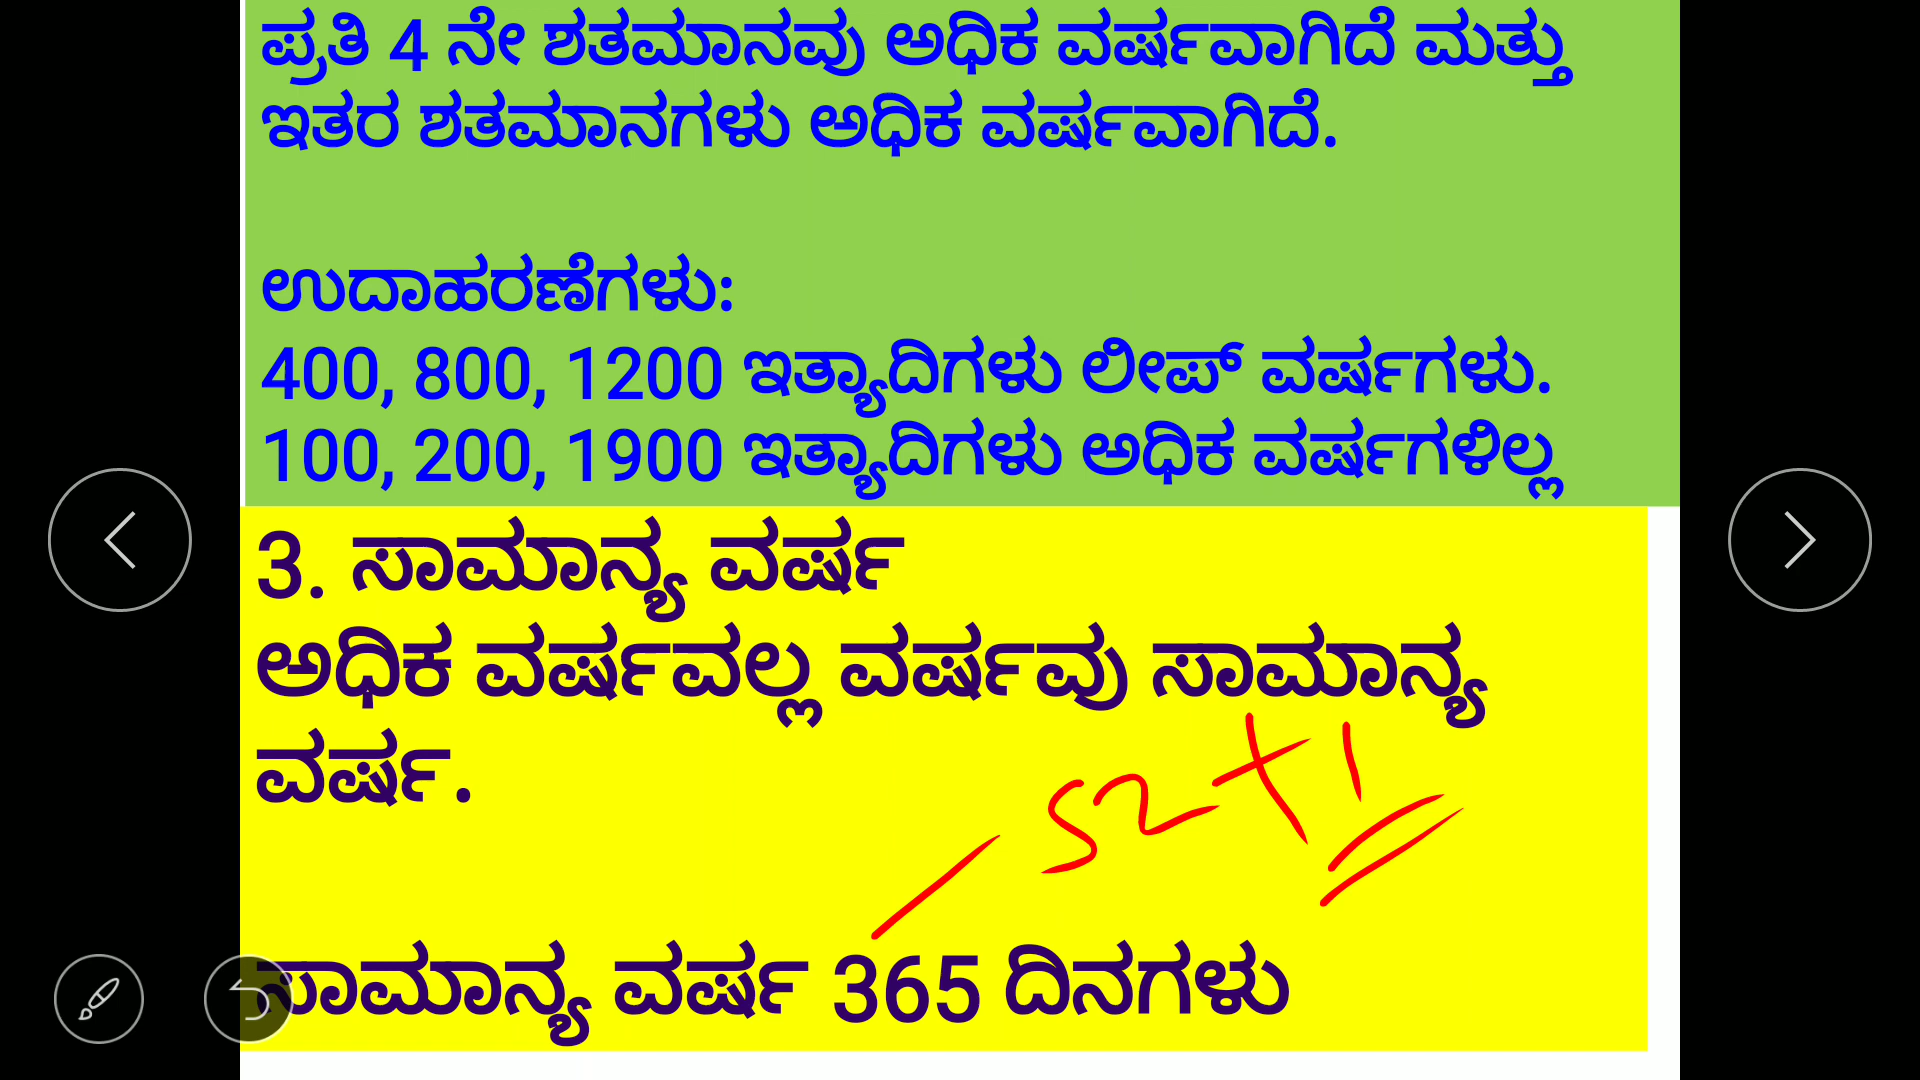 ಪ್ರತಿ 4 ನೇ ಶತಮಾನವು ಅಧಿಕ ವರ್ಷವಾಗಿದೆ ಮತ್ತು
ಇತರ ಶತಮಾನಗಳು ಅಧಿಕ ವರ್ಷವಾಗಿದೆ.
ಉದಾಹರಣೆಗಳು:
400, 800, 1200 ಇತ್ಯಾದಿಗಳು ಲೀಪ್ ವರ್ಷಗಳು.
100, 200, 1900 ಇತ್ಯಾದಿಗಳು ಅಧಿಕ ವರ್ಷಗಳಿಲ್ಲ
3. ಸಾಮಾನ್ಯ ವರ್ಷ
ಅಧಿಕ ವರ್ಷವಲ್ಲ ವರ್ಷವು ಸಾಮಾನ್ಯ
ವರ್ಷ.
52+1
ಸಾಮಾನ್ಯ ವರ್ಷ 365 ದಿನಗಳು